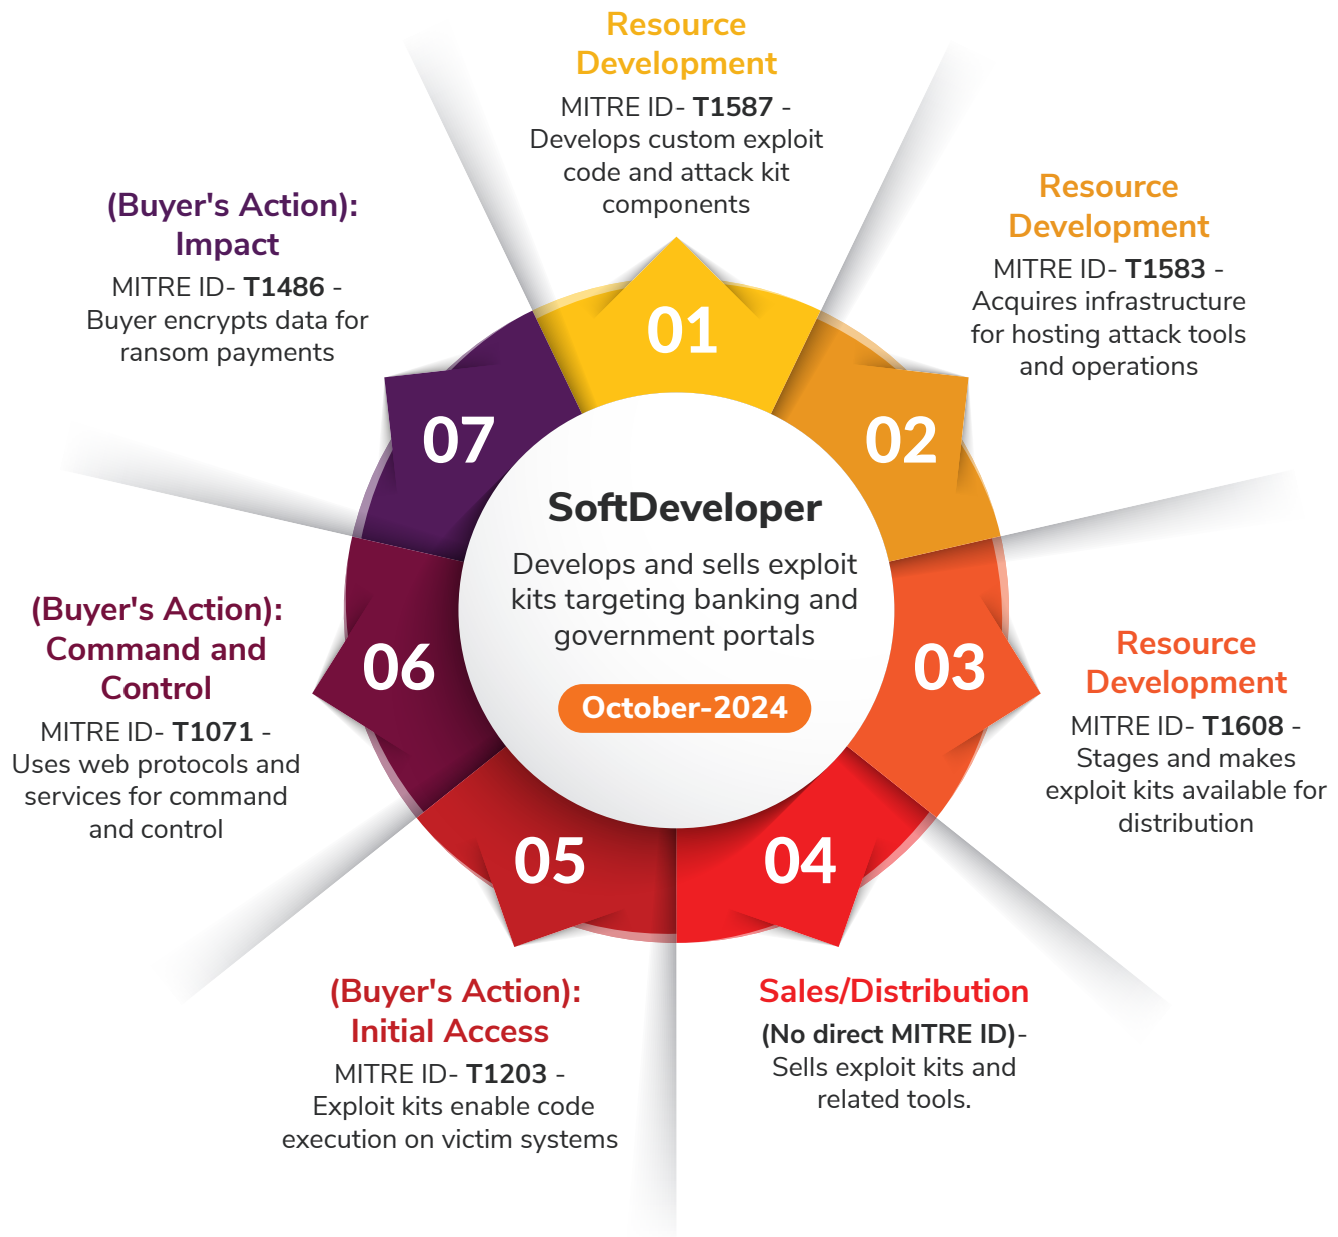 Resource
Development
MITRE ID- T1587 -
Develops custom exploit
code and attack kit
components
01
Resource
Development
MITRE ID- T1583 -
Acquires infrastructure
for hosting attack tools
and operations
02
Resource
Development
MITRE ID- T1608 -
Stages and makes
exploit kits available for
distribution
03
Sales/Distribution
(No direct MITRE ID)-
Sells exploit kits and
related tools.
04
(Buyer's Action):
Initial Access
MITRE ID- T1203 -
Exploit kits enable code
execution on victim systems
05
(Buyer's Action):
Command and
Control
MITRE ID- T1071 -
Uses web protocols and
services for command
and control
06
(Buyer's Action):
Impact
MITRE ID- T1486 -
Buyer encrypts data for
ransom payments
07
SoftDeveloper
Develops and sells exploit
kits targeting banking and
government portals
October-2024